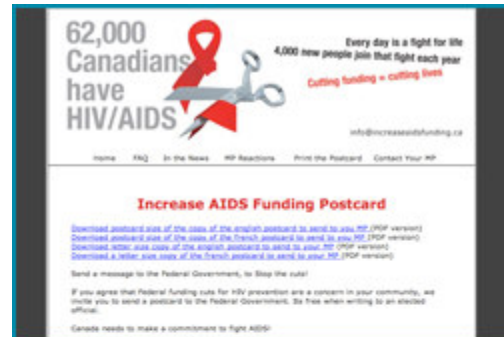 62,000
Canadians
have
HIV/AIDS
Every day is a fight for life
4,000 new people join that fight each year
Cutting funding = cutting lives
info@increaseaidsfunding.ca
Home FAQ In the News MP Reactions Print the Postcard Contact Your MP
Increase AIDS Funding Postcard
Download postcard size of the copy of the english postcard to send to you MP (PDF version)
Download postcard size of the copy of the french postcard to send to you MP (PDF version)
Download letter size copy of the english postcard to send to your MP (PDF version)
Download a letter size copy of the french postcard to send to your MP (PDF version)
Send a message to the Federal Government, to Stop the cuts!
If you agree that Federal funding cuts for HIV prevention are a concern in your community, we
invite you to send a postcard to the Federal Government. Be free when writing to an elected
official.
Canada needs to make a commitment to fight AIDS!